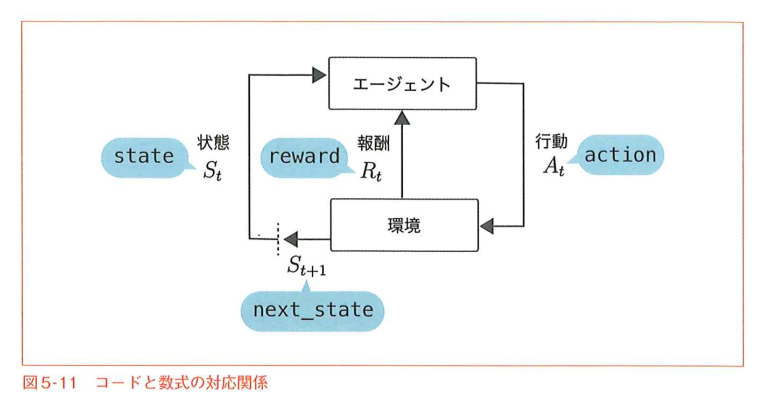 エージェント
状態
state
S_t
報酬
reward
R_t
行動
A_t
action
環境
S_{t+1}
next_state
図5-11 コードと数式の対応関係